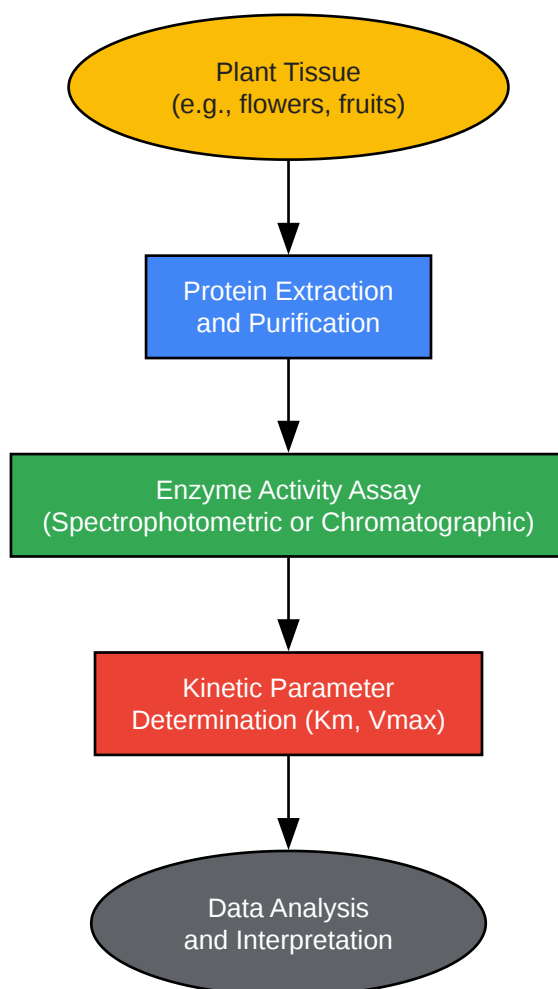 Plant Tissue
(e.g., flowers, fruits)
Protein Extraction
and Purification
Enzyme Activity Assay
(Spectrophotometric or Chromatographic)
Kinetic Parameter
Determination (Km, Vmax)
Data Analysis
and Interpretation